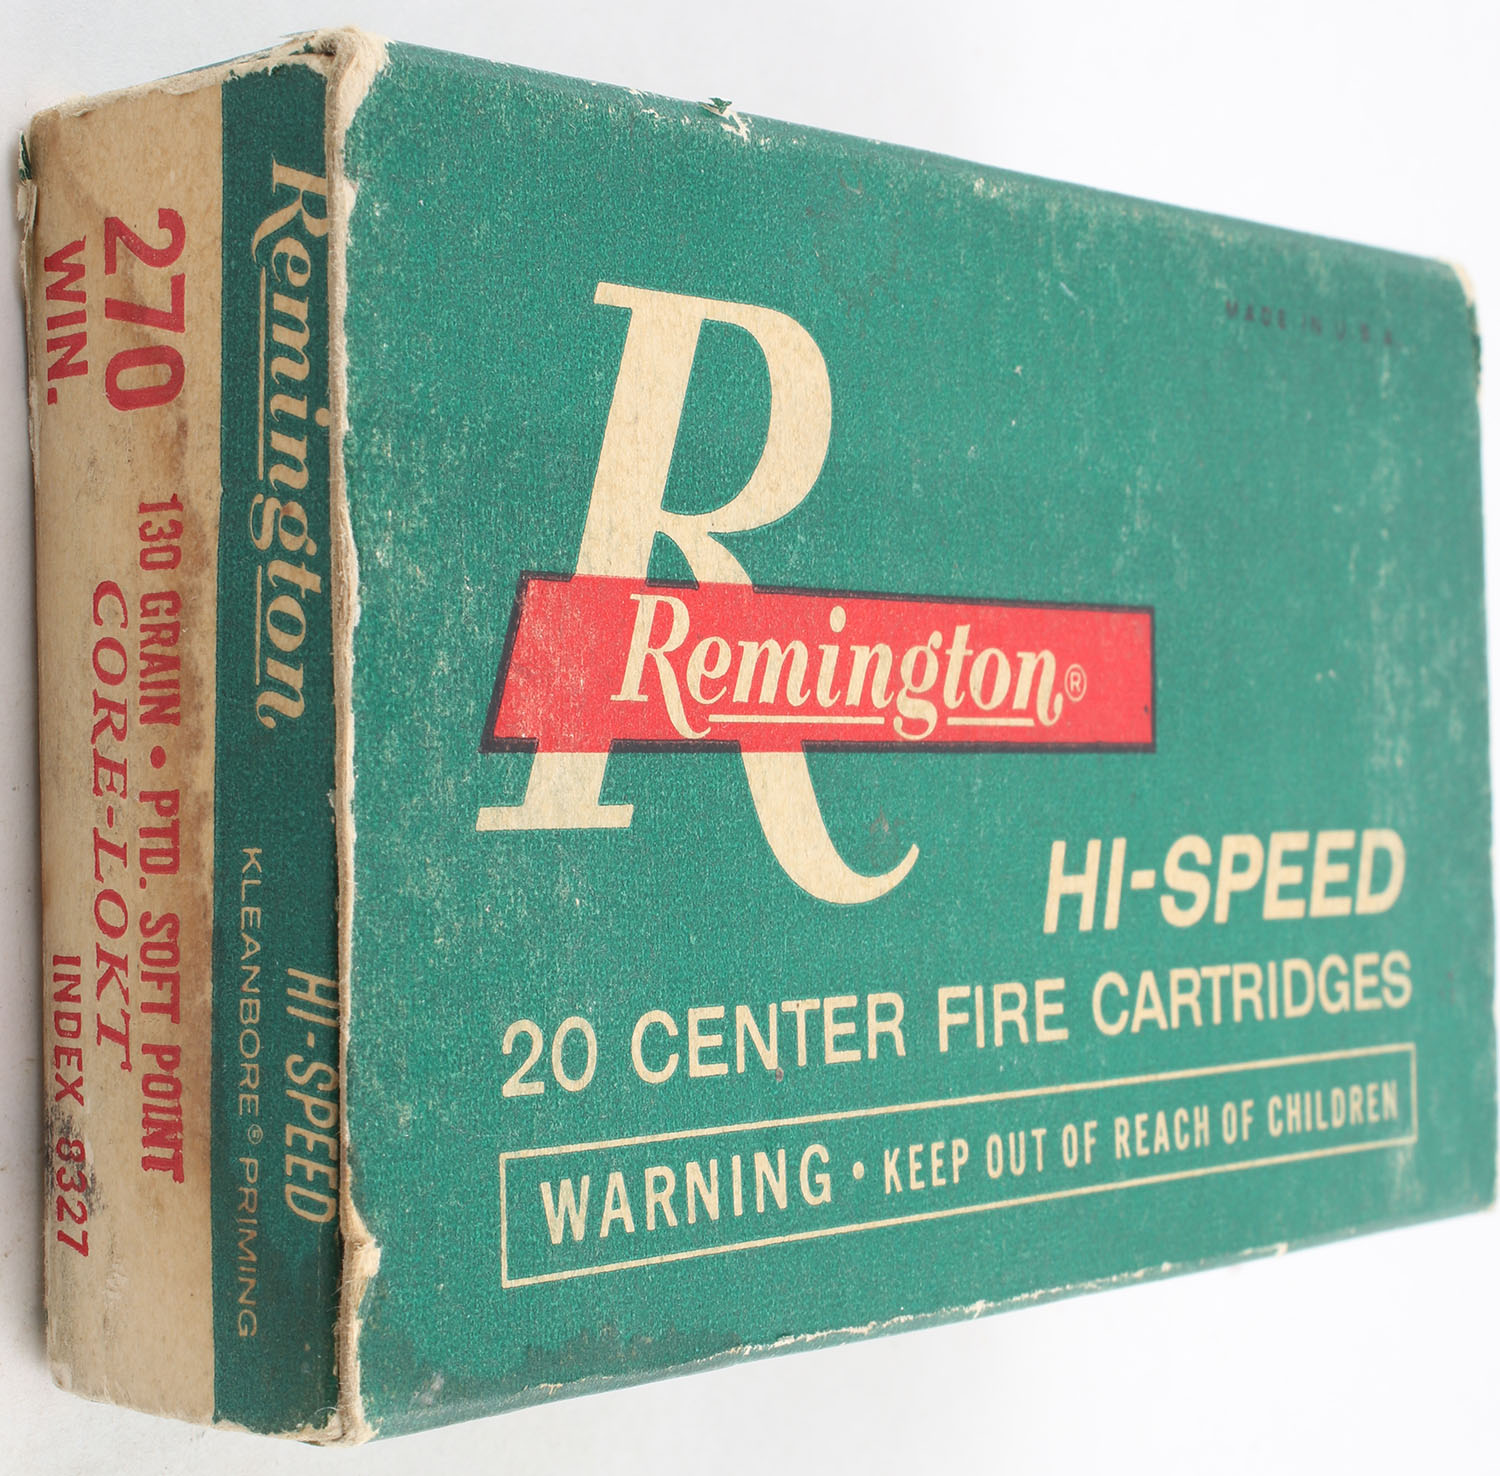 MADE IN U.S.A.
R
Remington®
HI-SPEED
20 CENTER FIRE CARTRIDGES
WARNING • KEEP OUT OF REACH OF CHILDREN
Remington
HI-SPEED
KLEANBORE® PRIMING
270
WIN.
130 GRAIN • PTD. SOFT POINT
CORE-LOKT
INDEX 8327